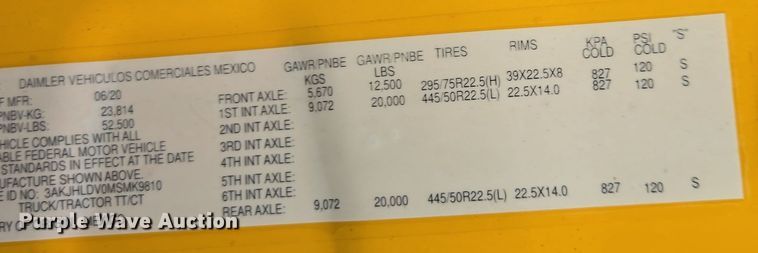 GAWR/PNBE GAWR/PNBE TIRES RIMS KPA PSI "S"
DAIMLER VEHICULOS COMERCIALES MEXICO KGS LBS COLD COLD
F MFR: 06/20 FRONT AXLE: 5,670 12,500 295/75R22.5(H) 39X22.5X8 827 120 S
PNBV-KG: 23,814 1ST INT AXLE: 9,072 20,000 445/50R22.5(L) 22.5X14.0 827 120 S
PNBV-LBS: 52,500 2ND INT AXLE:
HICLE COMPLIES WITH ALL 3RD INT AXLE:
ABLE FEDERAL MOTOR VEHICLE 4TH INT AXLE:
STANDARDS IN EFFECT AT THE DATE
UFACTURE SHOWN ABOVE. 5TH INT AXLE:
E ID NO: 3AKJHLDV0MSMK9810 6TH INT AXLE:
TRUCK/TRACTOR TT/CT REAR AXLE: 9,072 20,000 445/50R22.5(L) 22.5X14.0 827 120 S
Purple Wave Auction